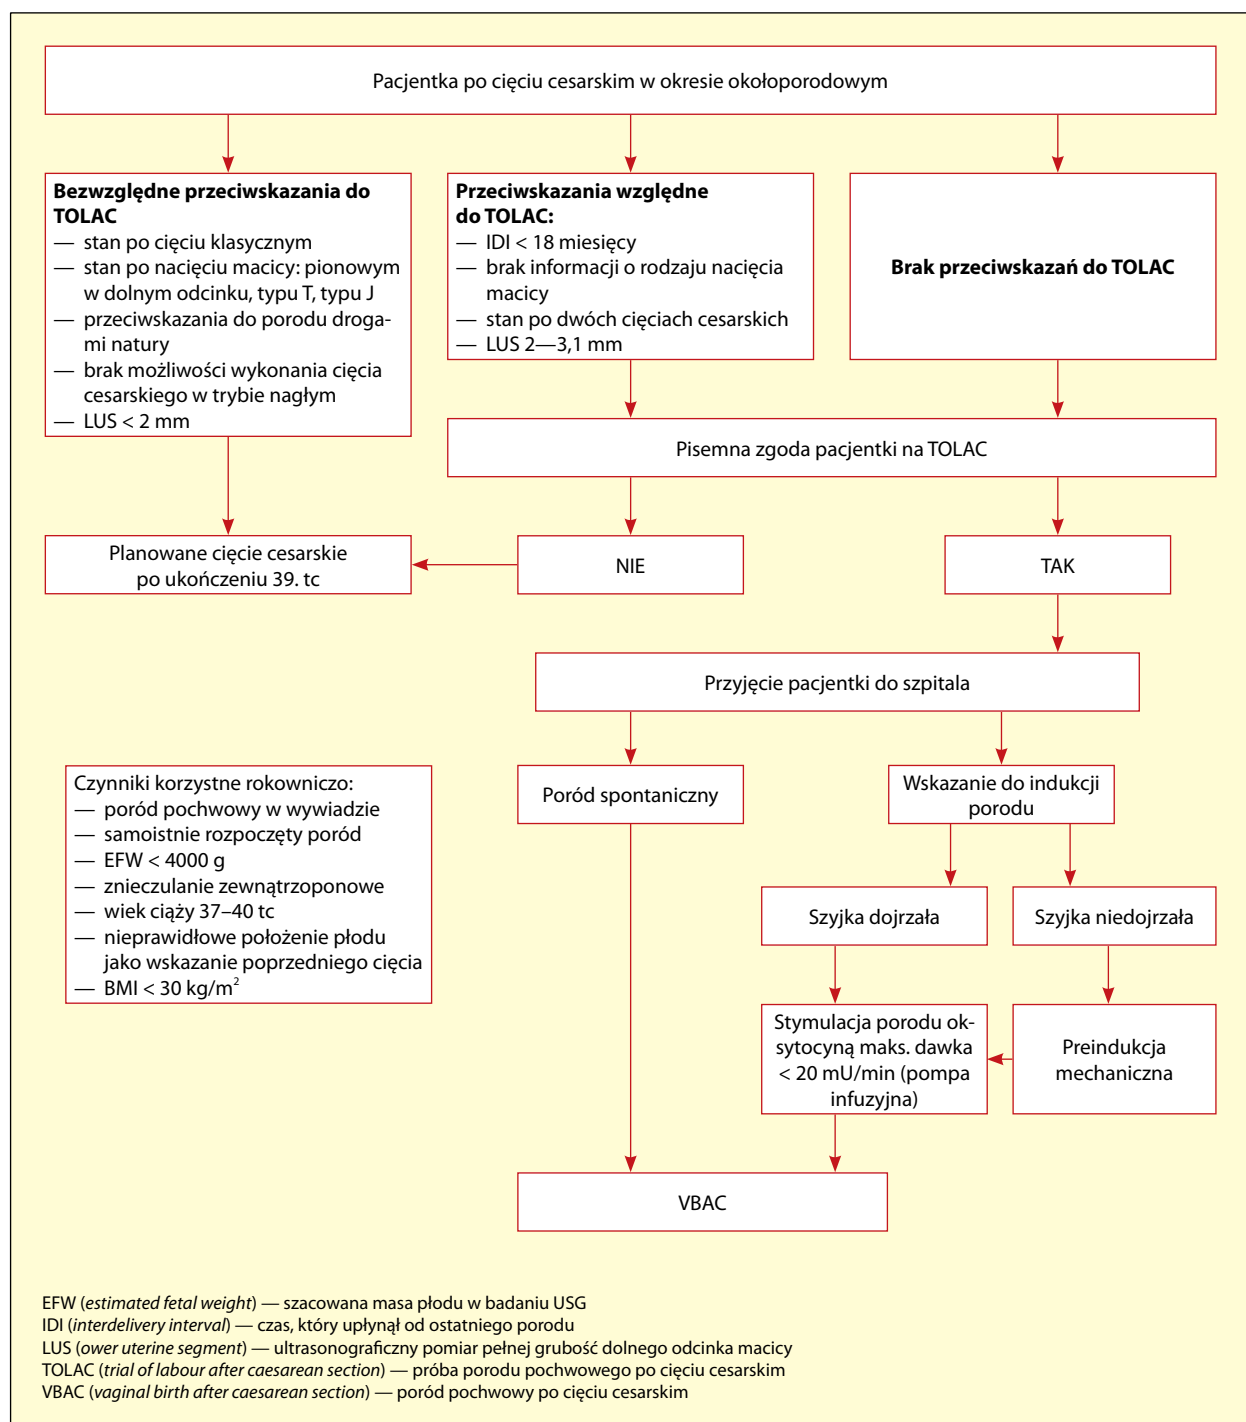 Pacjentka po cięciu cesarskim w okresie okołoporodowym
Bezwzględne przeciwskazania do
TOLAC
— stan po cięciu klasycznym
— stan po nacięciu macicy: pionowym
w dolnym odcinku, typu T, typu J
— przeciwskazania do porodu droga-
mi natury
— brak możliwości wykonania cięcia
cesarskiego w trybie nagłym
— LUS < 2 mm
Przeciwskazania względne
do TOLAC:
— IDI < 18 miesięcy
— brak informacji o rodzaju nacięcia
macicy
— stan po dwóch cięciach cesarskich
— LUS 2—3,1 mm
Brak przeciwskazań do TOLAC
Pisemna zgoda pacjentki na TOLAC
Planowane cięcie cesarskie
po ukończeniu 39. tc
NIE
TAK
Przyjęcie pacjentki do szpitala
Czynniki korzystne rokowniczo:
— poród pochwowy w wywiadzie
— samoistnie rozpoczęty poród
— EFW < 4000 g
— znieczulanie zewnątrzoponowe
— wiek ciąży 37–40 tc
— nieprawidłowe położenie płodu
jako wskazanie poprzedniego cięcia
— BMI < 30 kg/m²
Poród spontaniczny
Wskazanie do indukcji
porodu
Szyjka dojrzała
Szyjka niedojrzała
Stymulacja porodu ok-
sytocyną maks. dawka
< 20 mU/min (pompa
infuzyjna)
Preindukcja
mechaniczna
VBAC
EFW (estimated fetal weight) — szacowana masa płodu w badaniu USG
IDI (interdelivery interval) — czas, który upłynął od ostatniego porodu
LUS (ower uterine segment) — ultrasonograficzny pomiar pełnej grubość dolnego odcinka macicy
TOLAC (trial of labour after caesarean section) — próba porodu pochwowego po cięciu cesarskim
VBAC (vaginal birth after caesarean section) — poród pochwowy po cięciu cesarskim